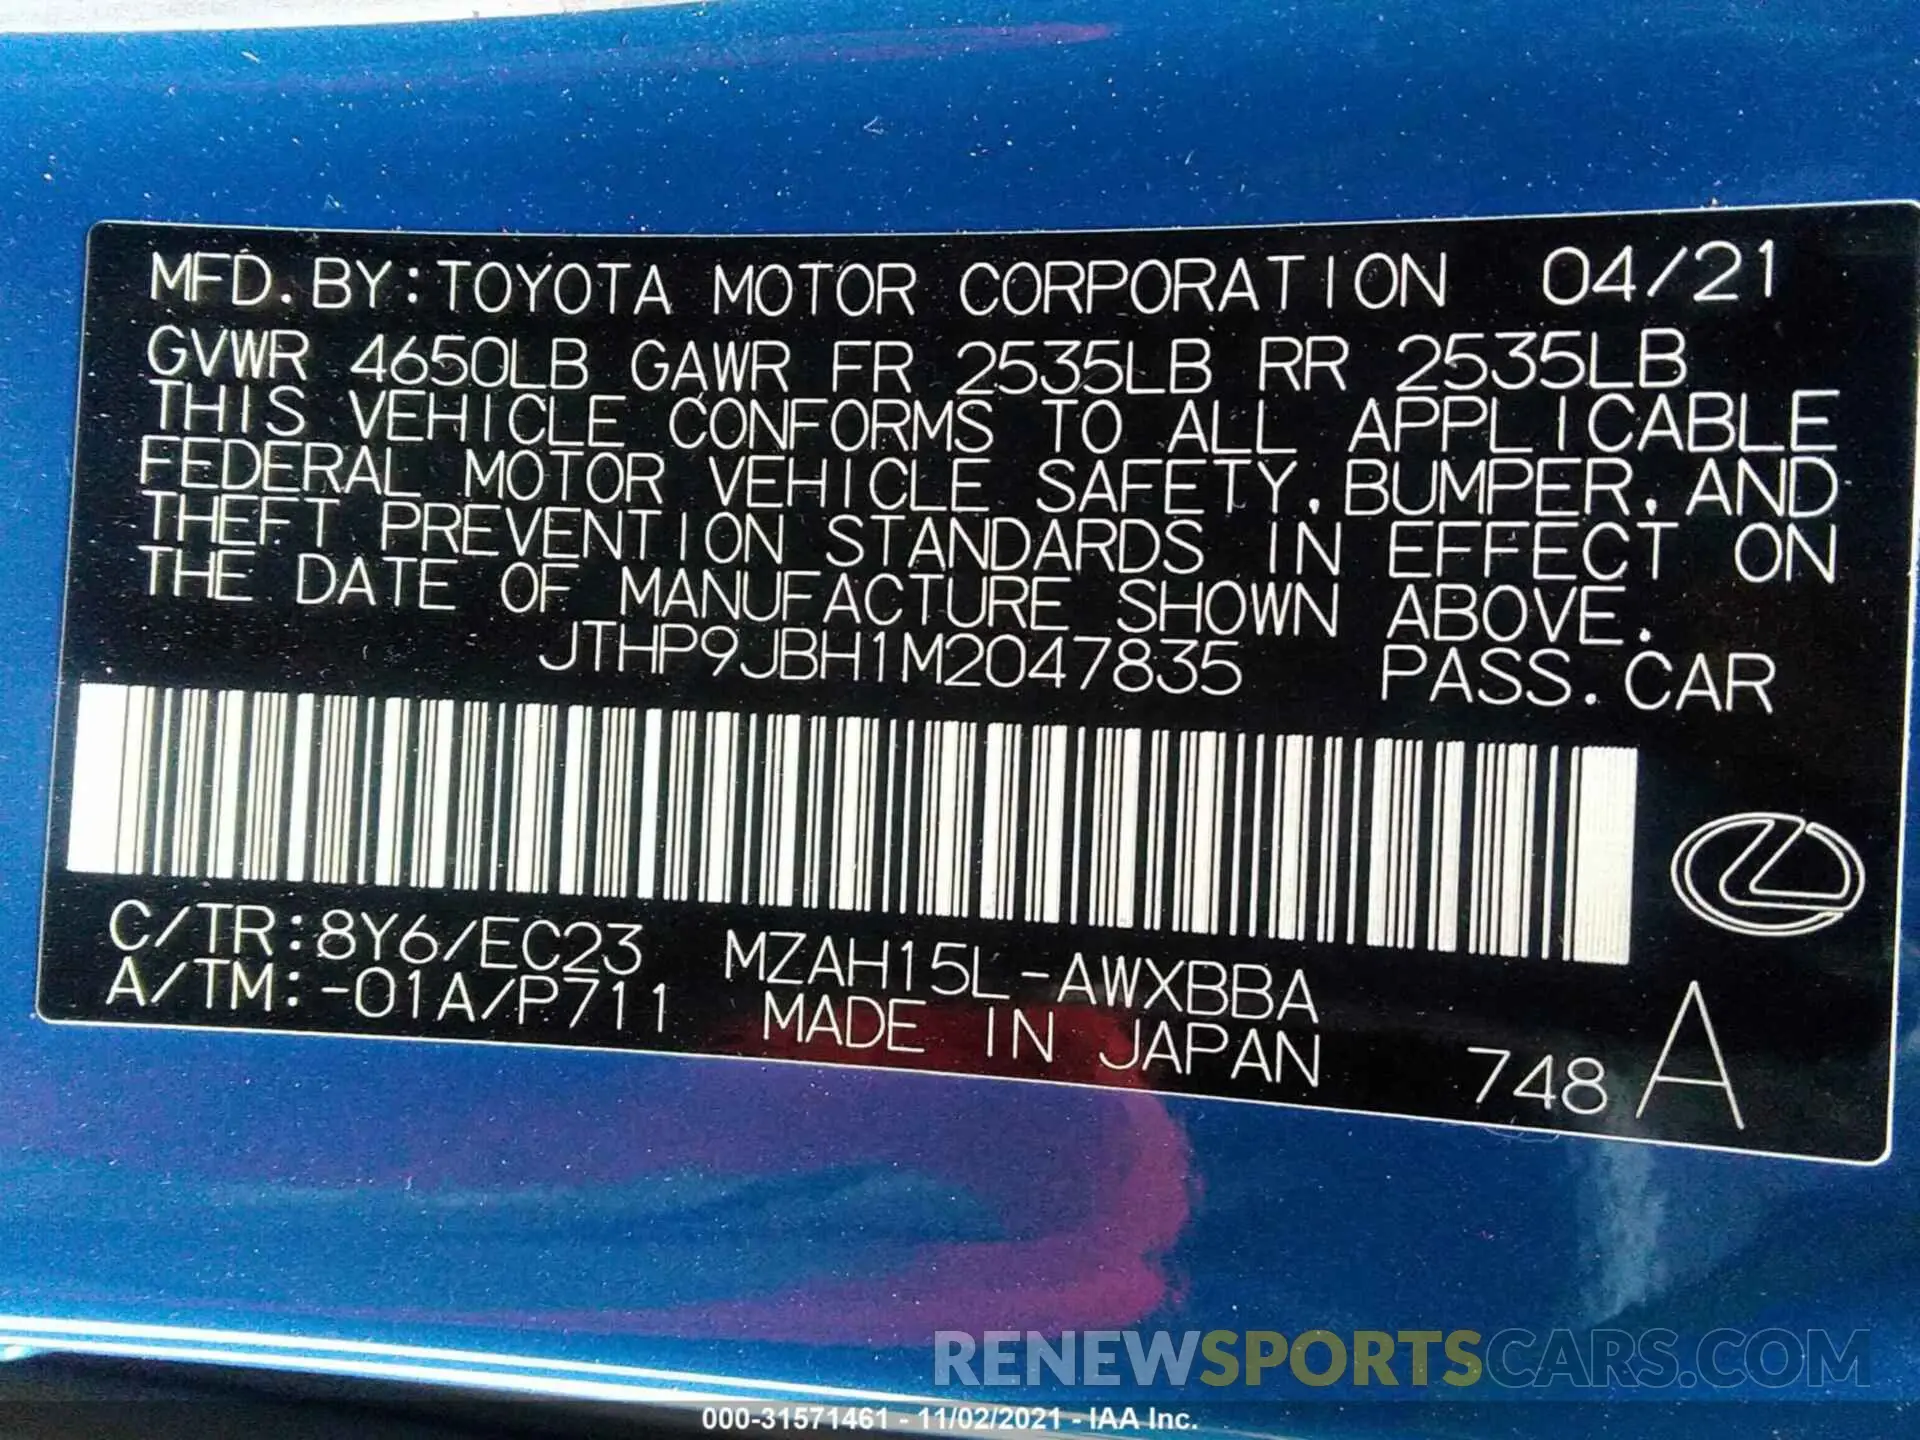 MFD. BY: TOYOTA MOTOR CORPORATION 04/21
GVWR 4650LB GAWR FR 2535LB RR 2535LB
THIS VEHICLE CONFORMS TO ALL APPLICABLE
FEDERAL MOTOR VEHICLE SAFETY, BUMPER, AND
THEFT PREVENTION STANDARDS IN EFFECT ON
THE DATE OF MANUFACTURE SHOWN ABOVE.
JTHP9JBH1M2047835 PASS. CAR
C/TR: 8Y6/EC23 MZAH15L-AWXBBA
A/TM: -01A/P711 MADE IN JAPAN 748 A
RENEWSPORTSCARS.COM
000-31571461 - 11/02/2021 - IAA Inc.